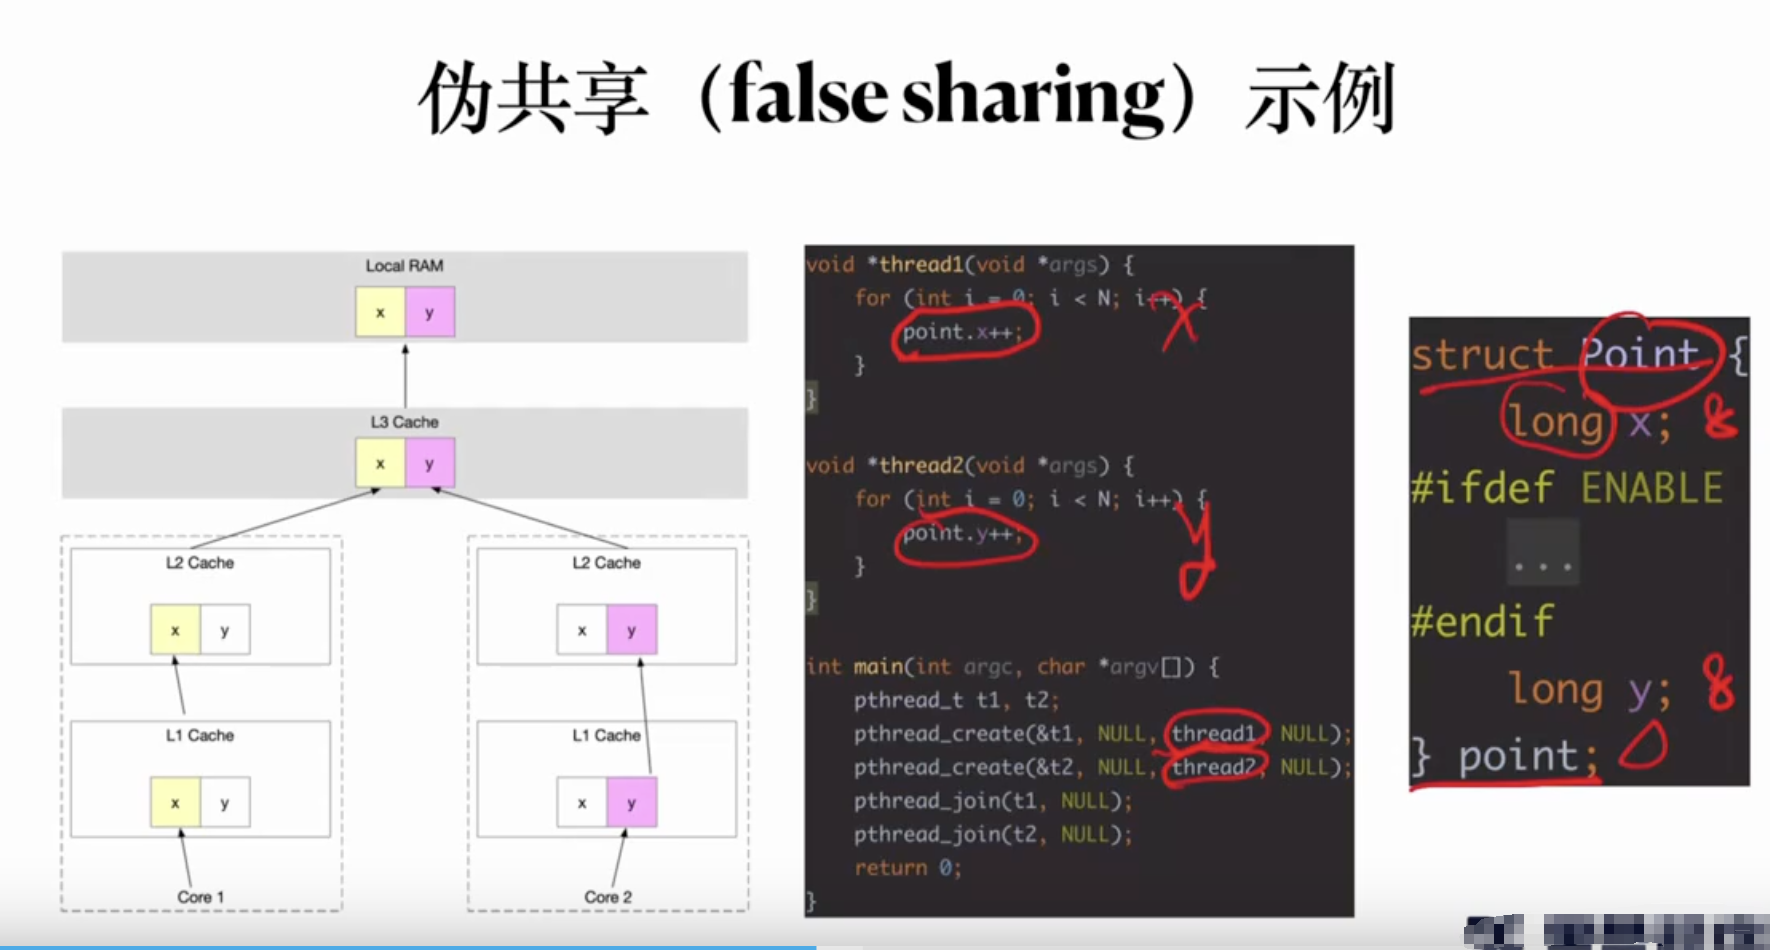 伪共享（false sharing）示例
Local RAM
x y
L3 Cache
x y
L2 Cache
x y
L1 Cache
x y
Core 1
L2 Cache
x y
L1 Cache
x y
Core 2
void *thread1(void *args) {
for (int i = 0; i < N; i++) {
point.x++;
}
}
x
void *thread2(void *args) {
for (int i = 0; i < N; i++) {
point.y++;
}
}
y
int main(int argc, char *argv[]) {
pthread_t t1, t2;
pthread_create(&t1, NULL, thread1, NULL);
pthread_create(&t2, NULL, thread2, NULL);
pthread_join(t1, NULL);
pthread_join(t2, NULL);
return 0;
}
struct Point {
long x; 8
#ifdef ENABLE
...
#endif
long y; 8
} point;